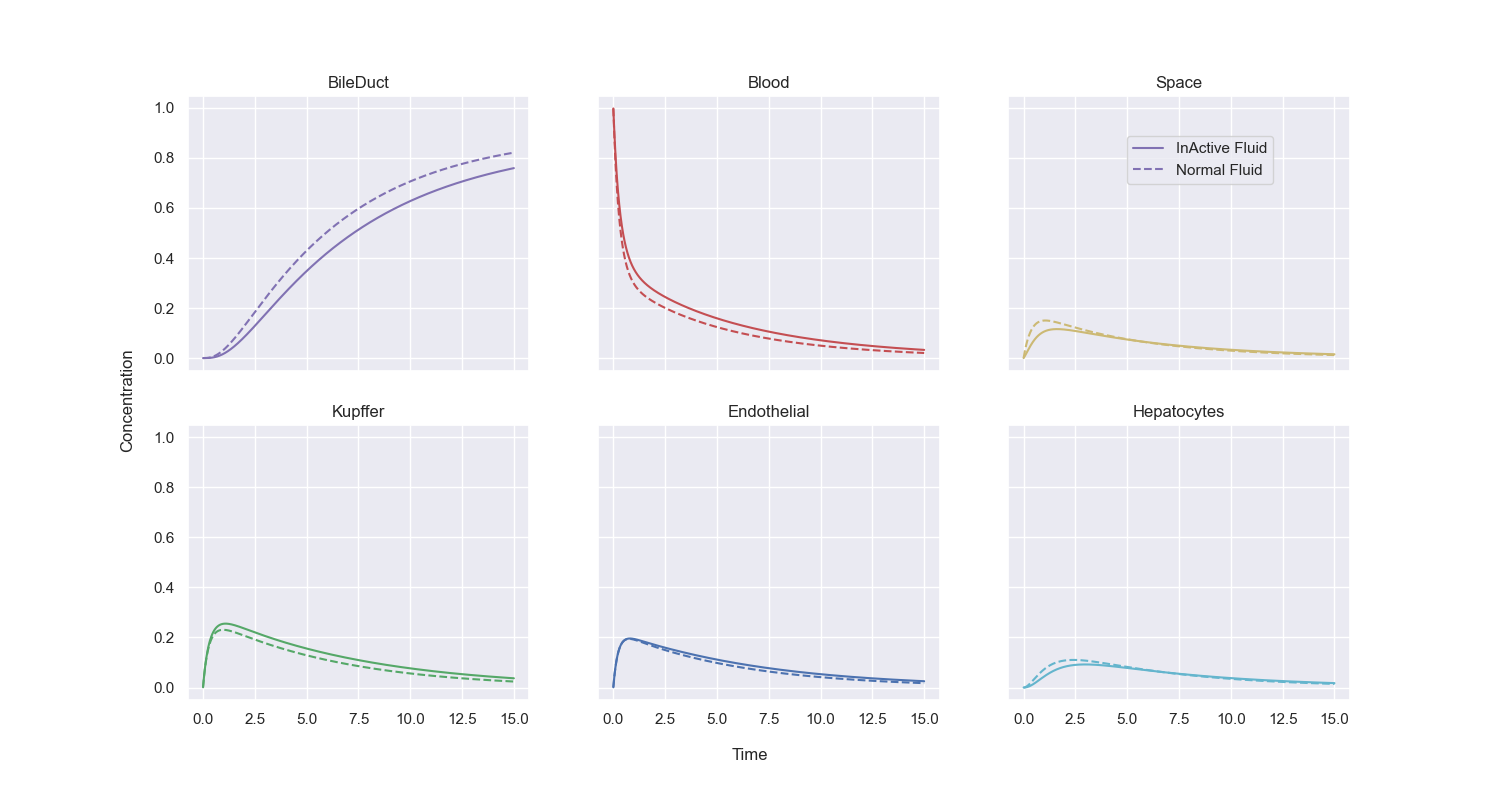 BileDuct
Blood
Space
1.0
0.8
0.6
0.4
0.2
0.0
InActive Fluid
Normal Fluid
Concentration
Kupffer
Endothelial
Hepatocytes
1.0
0.8
0.6
0.4
0.2
0.0
0.0 2.5 5.0 7.5 10.0 12.5 15.0
0.0 2.5 5.0 7.5 10.0 12.5 15.0
0.0 2.5 5.0 7.5 10.0 12.5 15.0
Time